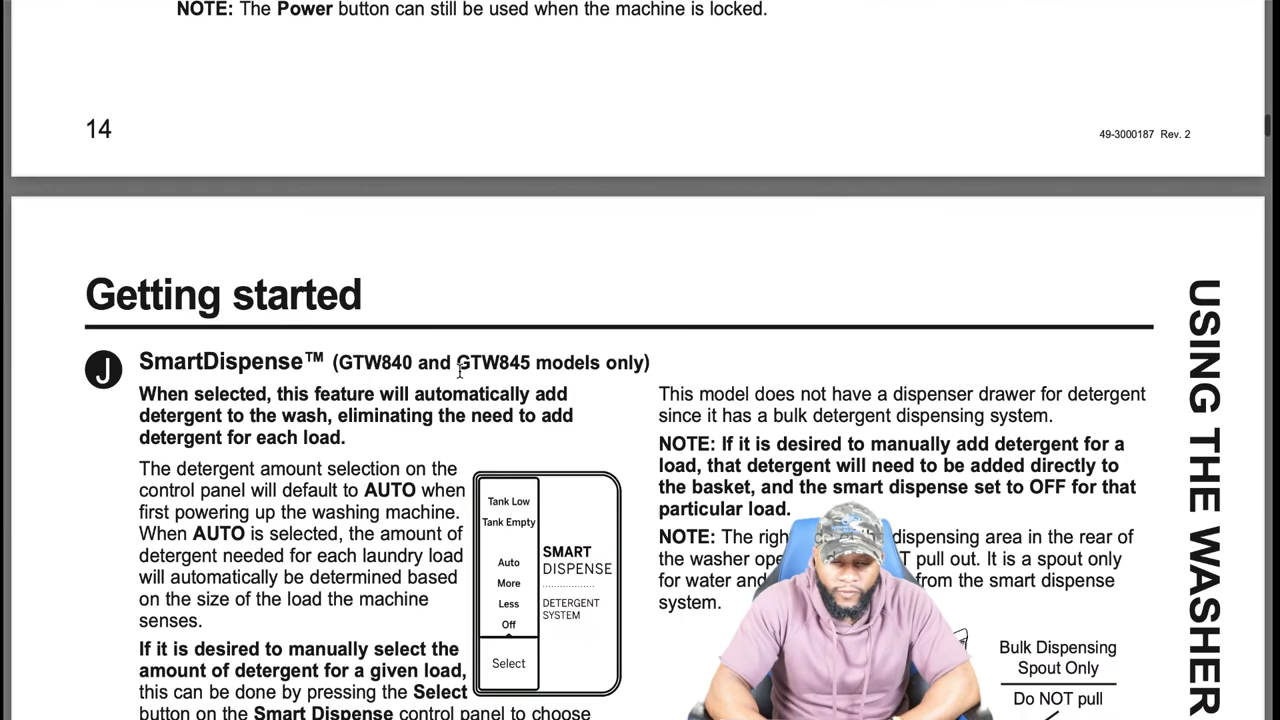 NOTE: The Power button can still be used when the machine is locked.
14
49-3000187 Rev. 2
Getting started
J
SmartDispense™ (GTW840 and GTW845 models only)
When selected, this feature will automatically add
detergent to the wash, eliminating the need to add
detergent for each load.
The detergent amount selection on the
control panel will default to AUTO when
first powering up the washing machine.
When AUTO is selected, the amount of
detergent needed for each laundry load
will automatically be determined based
on the size of the load the machine
senses.
If it is desired to manually select the
amount of detergent for a given load,
this can be done by pressing the Select
button on the Smart Dispense control panel to choose
Tank Low
Tank Empty
Auto
More
Less
Off
Select
SMART
DISPENSE
DETERGENT
SYSTEM
This model does not have a dispenser drawer for detergent
since it has a bulk detergent dispensing system.
NOTE: If it is desired to manually add detergent for a
load, that detergent will need to be added directly to
the basket, and the smart dispense set to OFF for that
particular load.
NOTE: The dispensing area in the rear of
the washer pull out. It is a spout only
for water and from the smart dispense
system.
Bulk Dispensing
Spout Only
Do NOT pull
USING THE WASHER